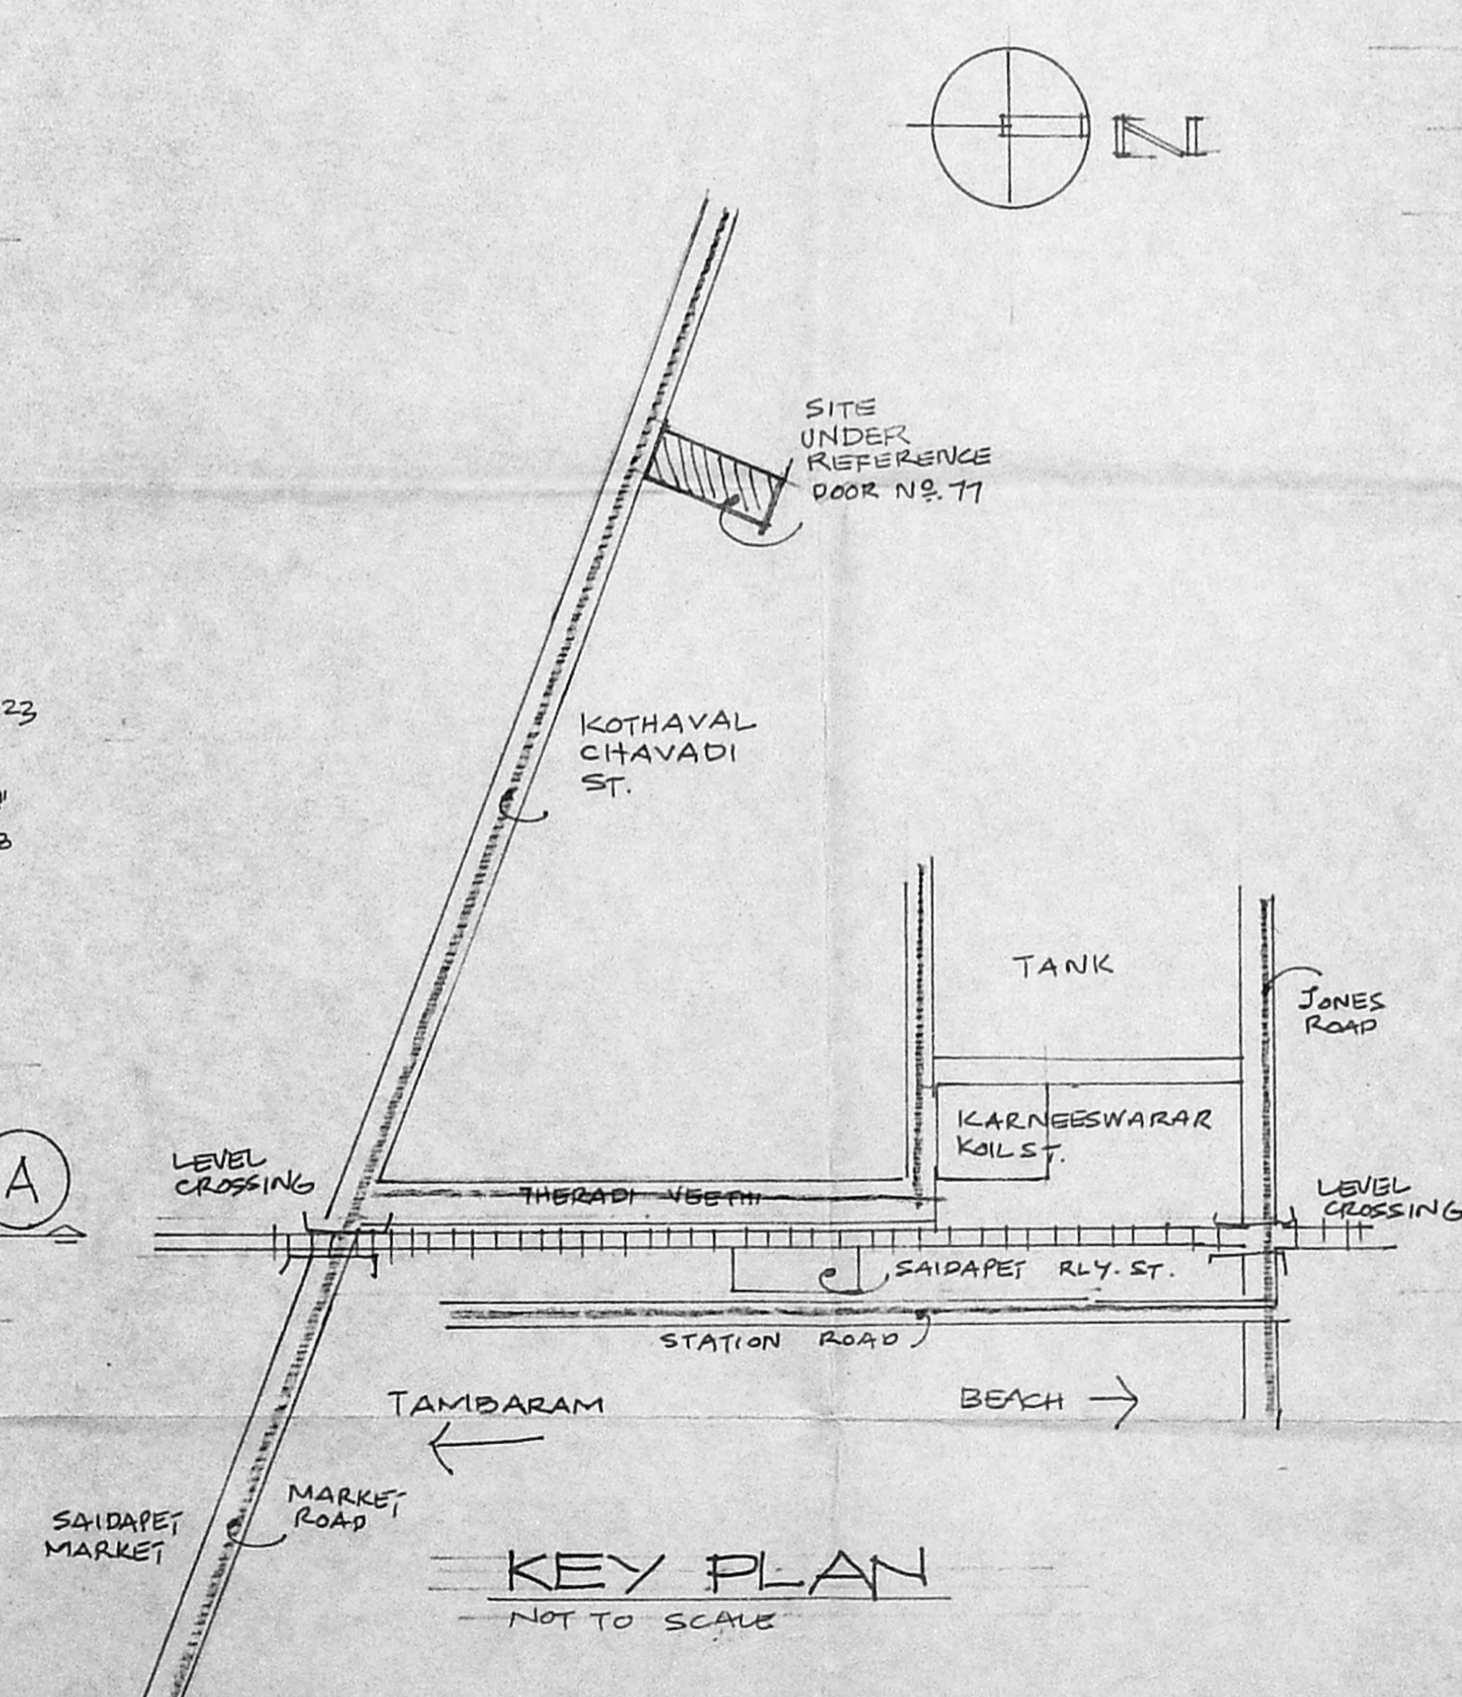 N
SITE
UNDER
REFERENCE
DOOR NO. 77
23
KOTHAVAL
CHAVADI
ST.
TANK
JONES
ROAD
KARNEESWARAR
KOIL ST.
A
LEVEL
CROSSING
THERADI VEETHI
LEVEL
CROSSING
SAIDAPET RLY. ST.
STATION ROAD
TAMBARAM
BEACH
MARKET
ROAD
SAIDAPET
MARKET
KEY PLAN
NOT TO SCALE